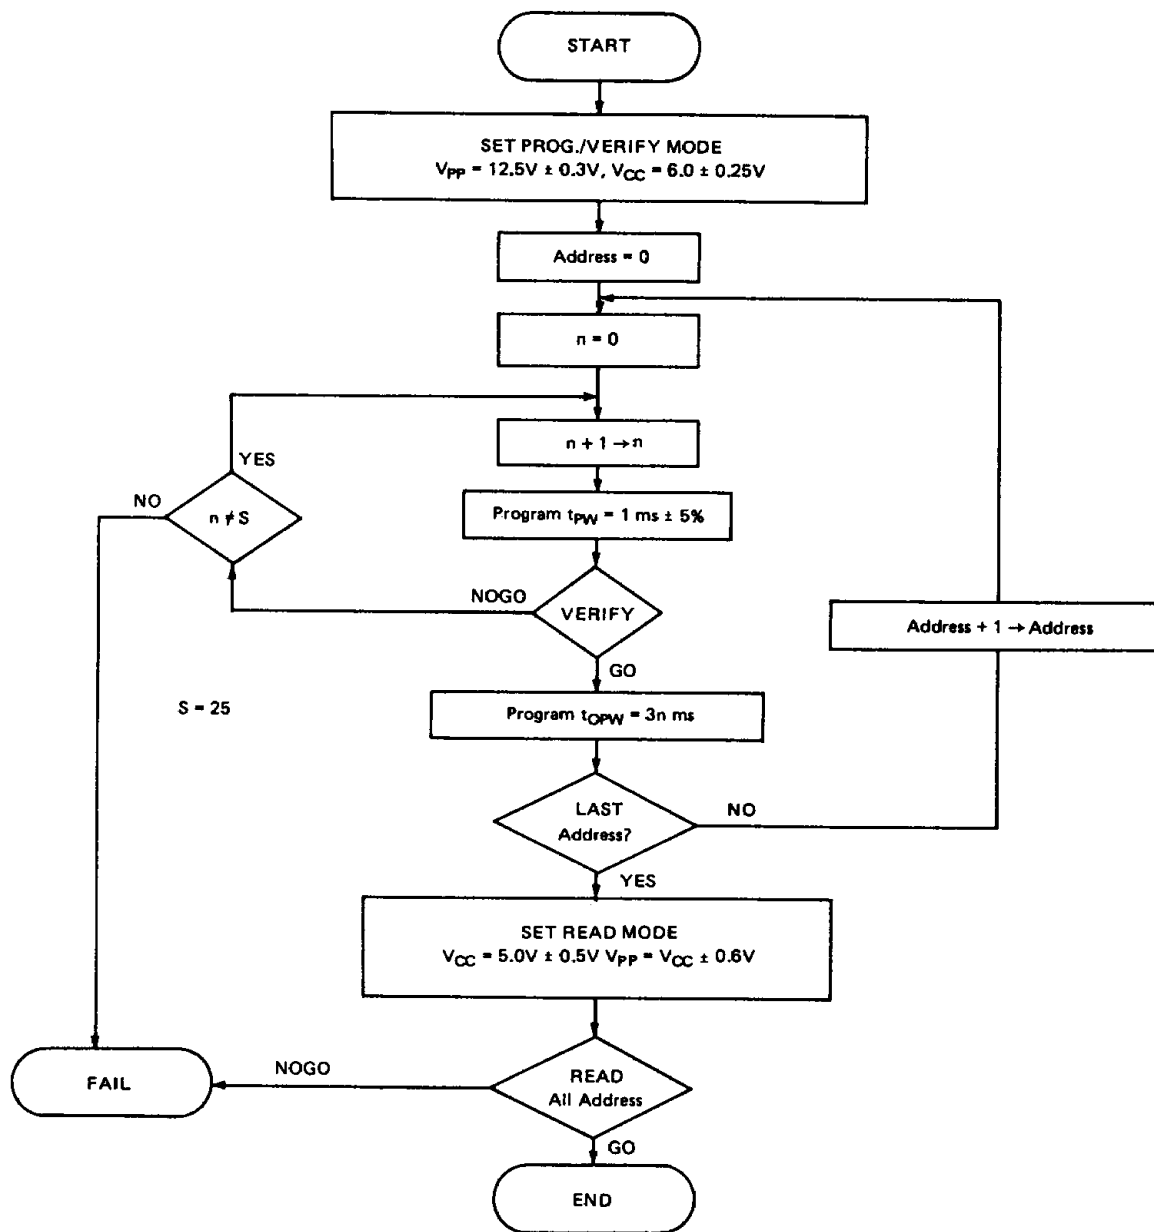 START
SET PROG./VERIFY MODE
VPP = 12.5V ± 0.3V, VCC = 6.0 ± 0.25V
Address = 0
n = 0
n + 1 → n
YES
NO
n ≠ S
Program tPW = 1 ms ± 5%
NOGO
VERIFY
Address + 1 → Address
GO
S = 25
Program tOPW = 3n ms
LAST
Address?
NO
YES
SET READ MODE
VCC = 5.0V ± 0.5V VPP = VCC ± 0.6V
NOGO
FAIL
READ
All Address
GO
END